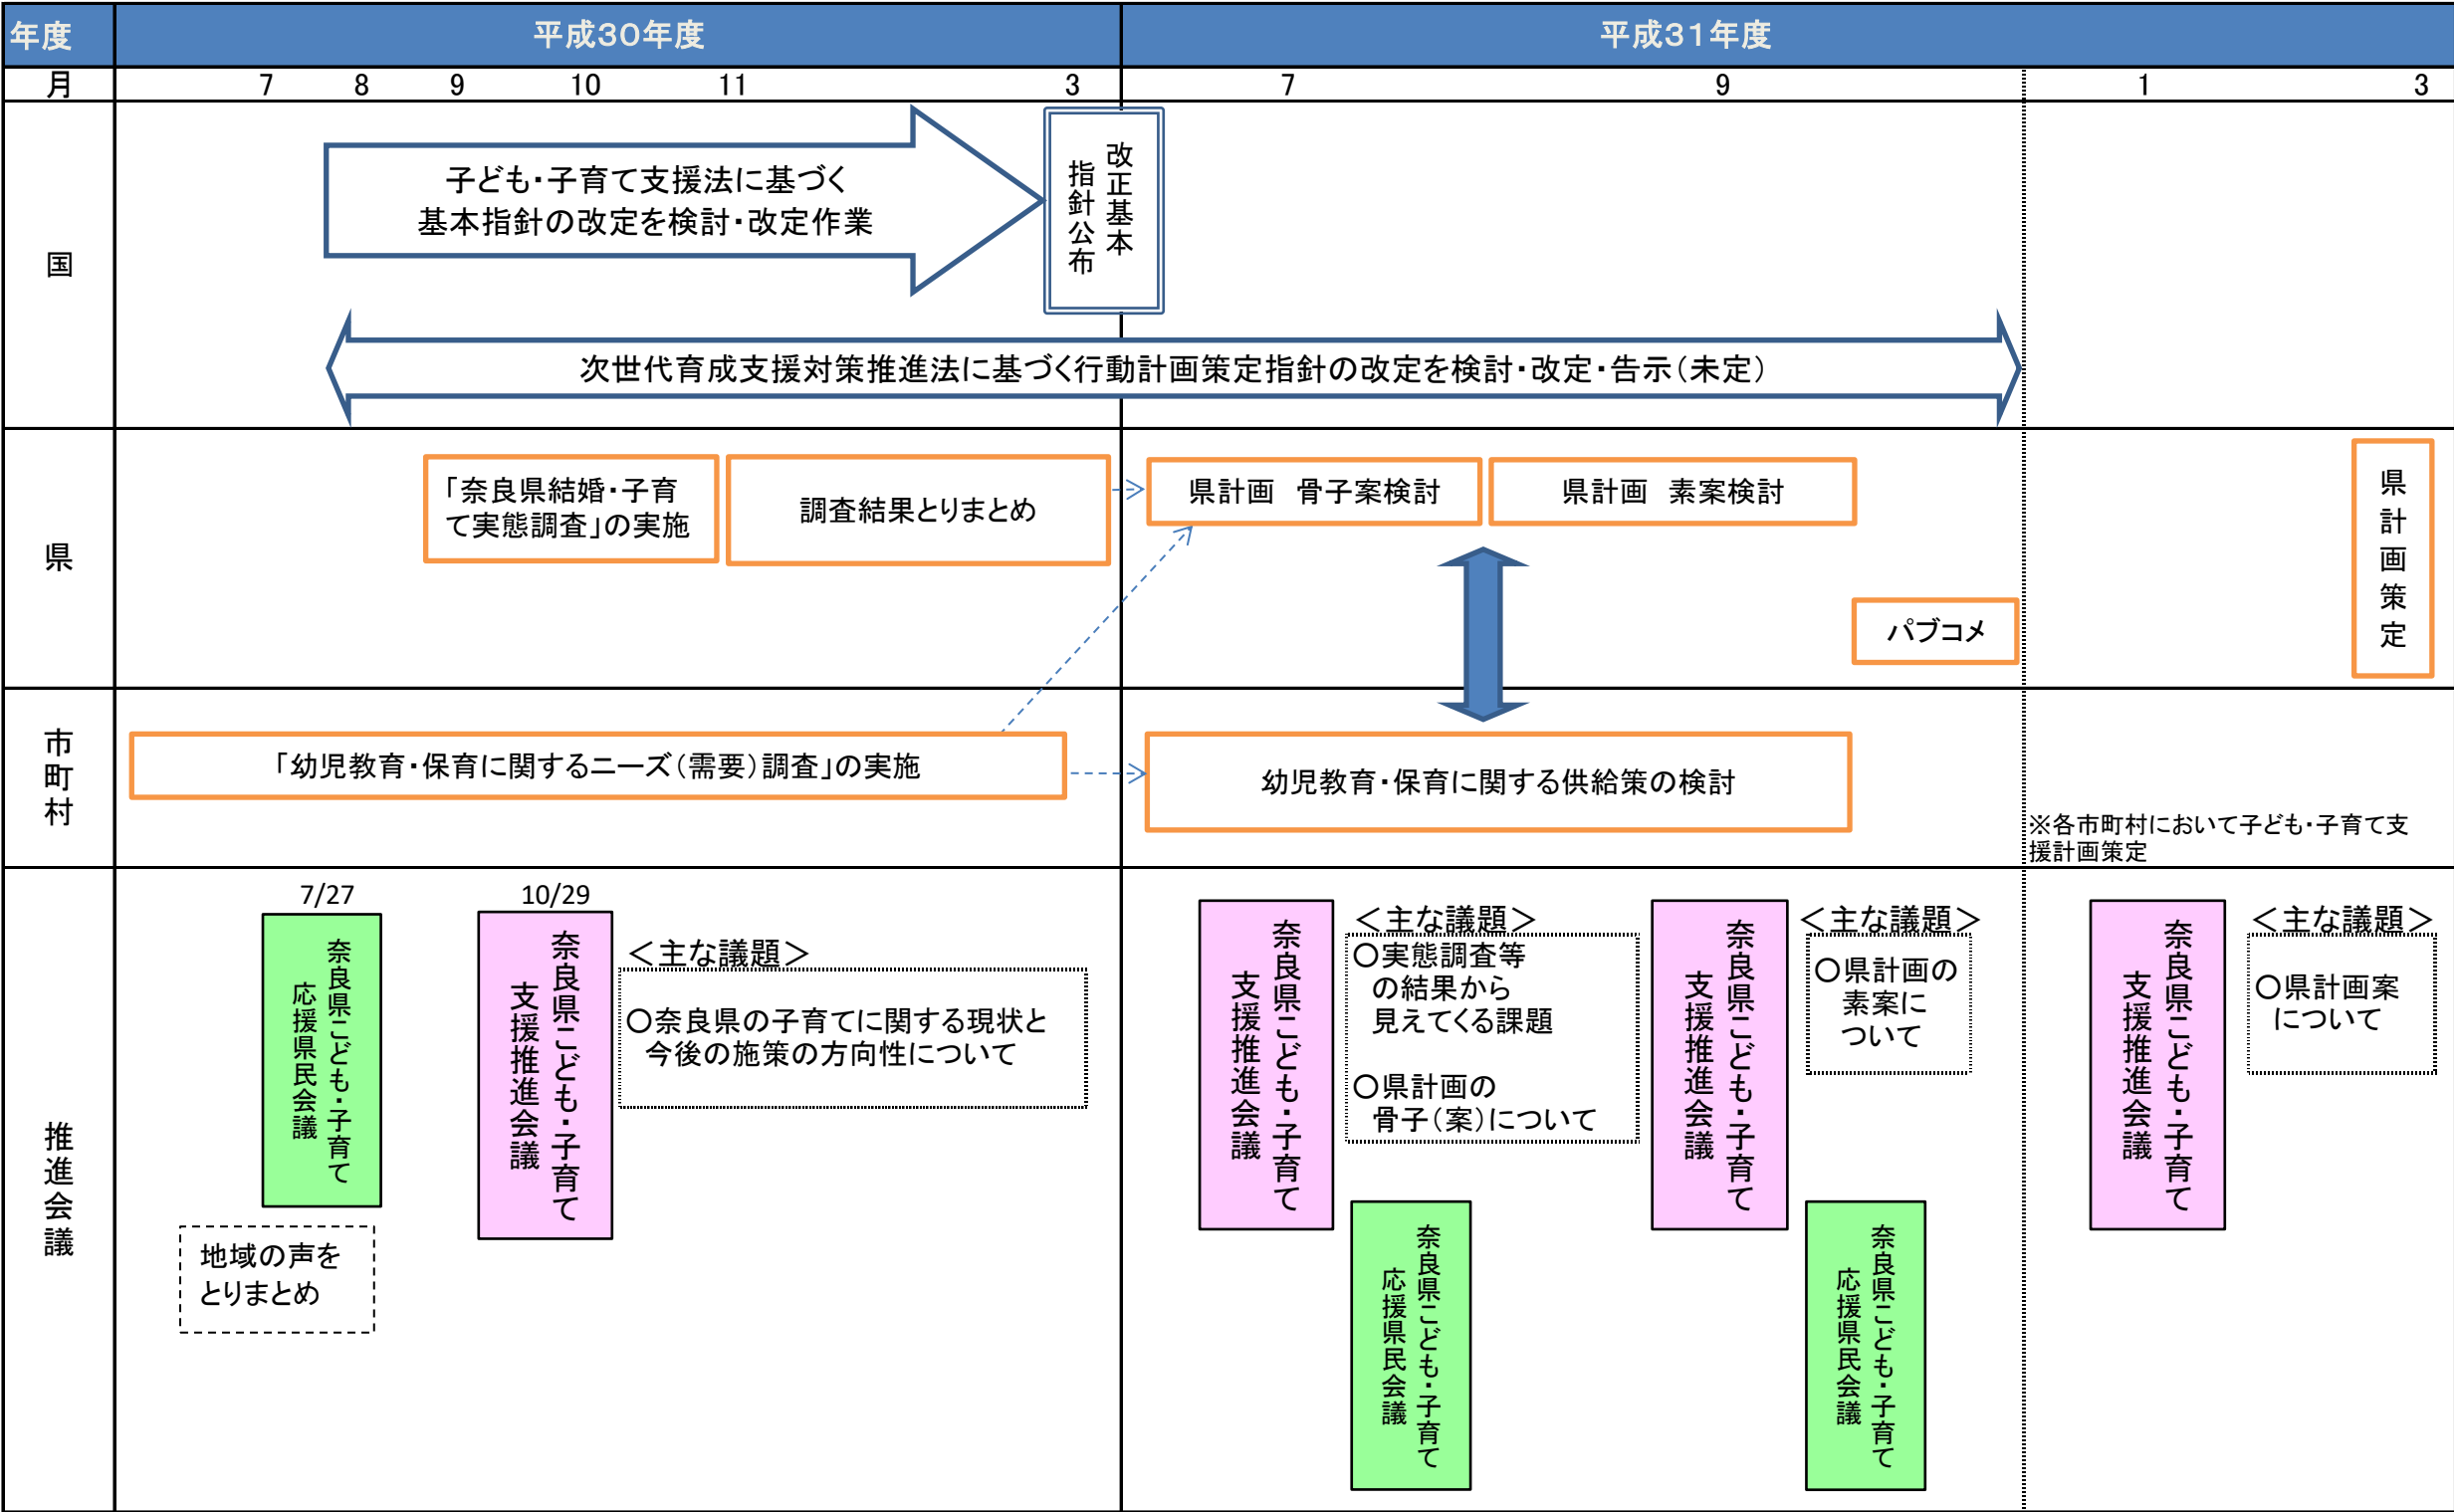 年度
平成30年度
平成31年度
月
7
8
9
10
11
3
7
9
1
3
国
子ども・子育て支援法に基づく
基本指針の改定を検討・改定作業
改正基本
指針公布
次世代育成支援対策推進法に基づく行動計画策定指針の改定を検討・改定・告示（未定）
県
「奈良県結婚・子育
て実態調査」の実施
調査結果とりまとめ
県計画　骨子案検討
県計画　素案検討
パブコメ
県計画策定
市町村
「幼児教育・保育に関するニーズ（需要）調査」の実施
幼児教育・保育に関する供給策の検討
※各市町村において子ども・子育て支
援計画策定
推進会議
7/27
奈良県こども・子育て
応援県民会議
地域の声を
とりまとめ
10/29
奈良県こども・子育て
支援推進会議
＜主な議題＞
○奈良県の子育てに関する現状と
今後の施策の方向性について
奈良県こども・子育て
支援推進会議
＜主な議題＞
○実態調査等
の結果から
見えてくる課題
○県計画の
骨子（案）について
奈良県こども・子育て
応援県民会議
奈良県こども・子育て
支援推進会議
＜主な議題＞
○県計画の
素案に
ついて
奈良県こども・子育て
応援県民会議
奈良県こども・子育て
支援推進会議
＜主な議題＞
○県計画案
について